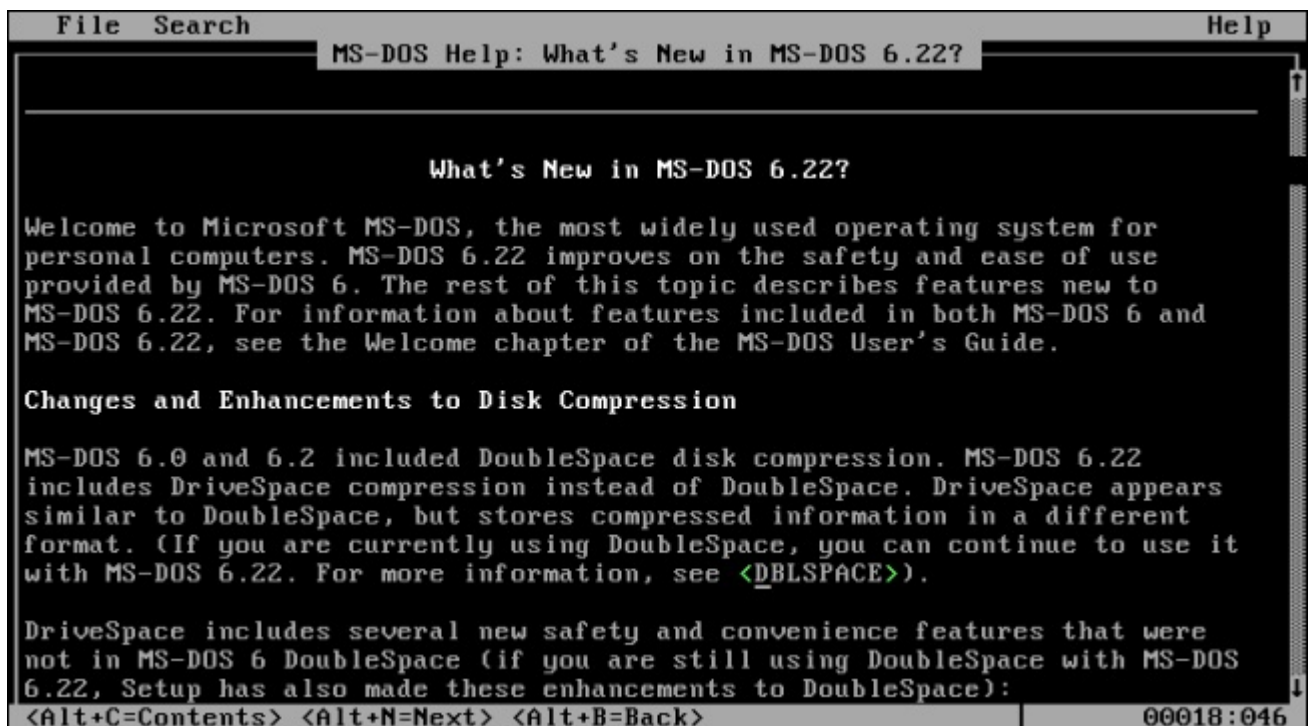 File Search Help
MS-DOS Help: What's New in MS-DOS 6.22?
What's New in MS-DOS 6.22?
Welcome to Microsoft MS-DOS, the most widely used operating system for
personal computers. MS-DOS 6.22 improves on the safety and ease of use
provided by MS-DOS 6. The rest of this topic describes features new to
MS-DOS 6.22. For information about features included in both MS-DOS 6 and
MS-DOS 6.22, see the Welcome chapter of the MS-DOS User's Guide.
Changes and Enhancements to Disk Compression
MS-DOS 6.0 and 6.2 included DoubleSpace disk compression. MS-DOS 6.22
includes DriveSpace compression instead of DoubleSpace. DriveSpace appears
similar to DoubleSpace, but stores compressed information in a different
format. (If you are currently using DoubleSpace, you can continue to use it
with MS-DOS 6.22. For more information, see <DBLSPACE>).
DriveSpace includes several new safety and convenience features that were
not in MS-DOS 6 DoubleSpace (if you are still using DoubleSpace with MS-DOS
6.22, Setup has also made these enhancements to DoubleSpace):
<Alt+C=Contents> <Alt+N=Next> <Alt+B=Back> 00018:046